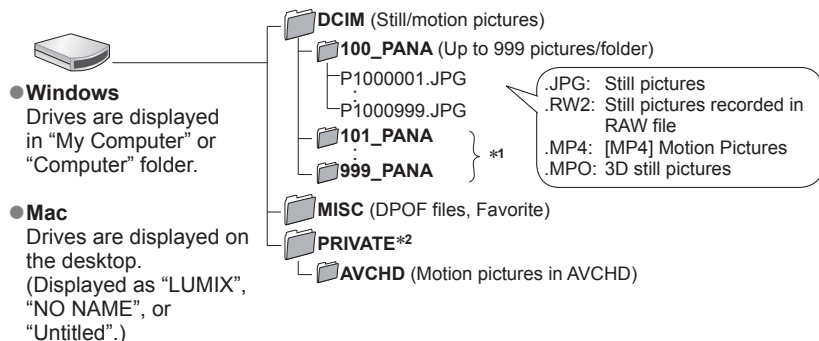 ●Windows
Drives are displayed
in “My Computer” or
“Computer” folder.
●Mac
Drives are displayed on
the desktop.
(Displayed as “LUMIX”,
“NO NAME”, or
“Untitled”.)
DCIM (Still/motion pictures)
100_PANA (Up to 999 pictures/folder)
P1000001.JPG
:
P1000999.JPG
101_PANA
:
999_PANA
*1
MISC (DPOF files, Favorite)
PRIVATE*2
AVCHD (Motion pictures in AVCHD)
.JPG: Still pictures
.RW2: Still pictures recorded in
RAW file
.MP4: [MP4] Motion Pictures
.MPO: 3D still pictures